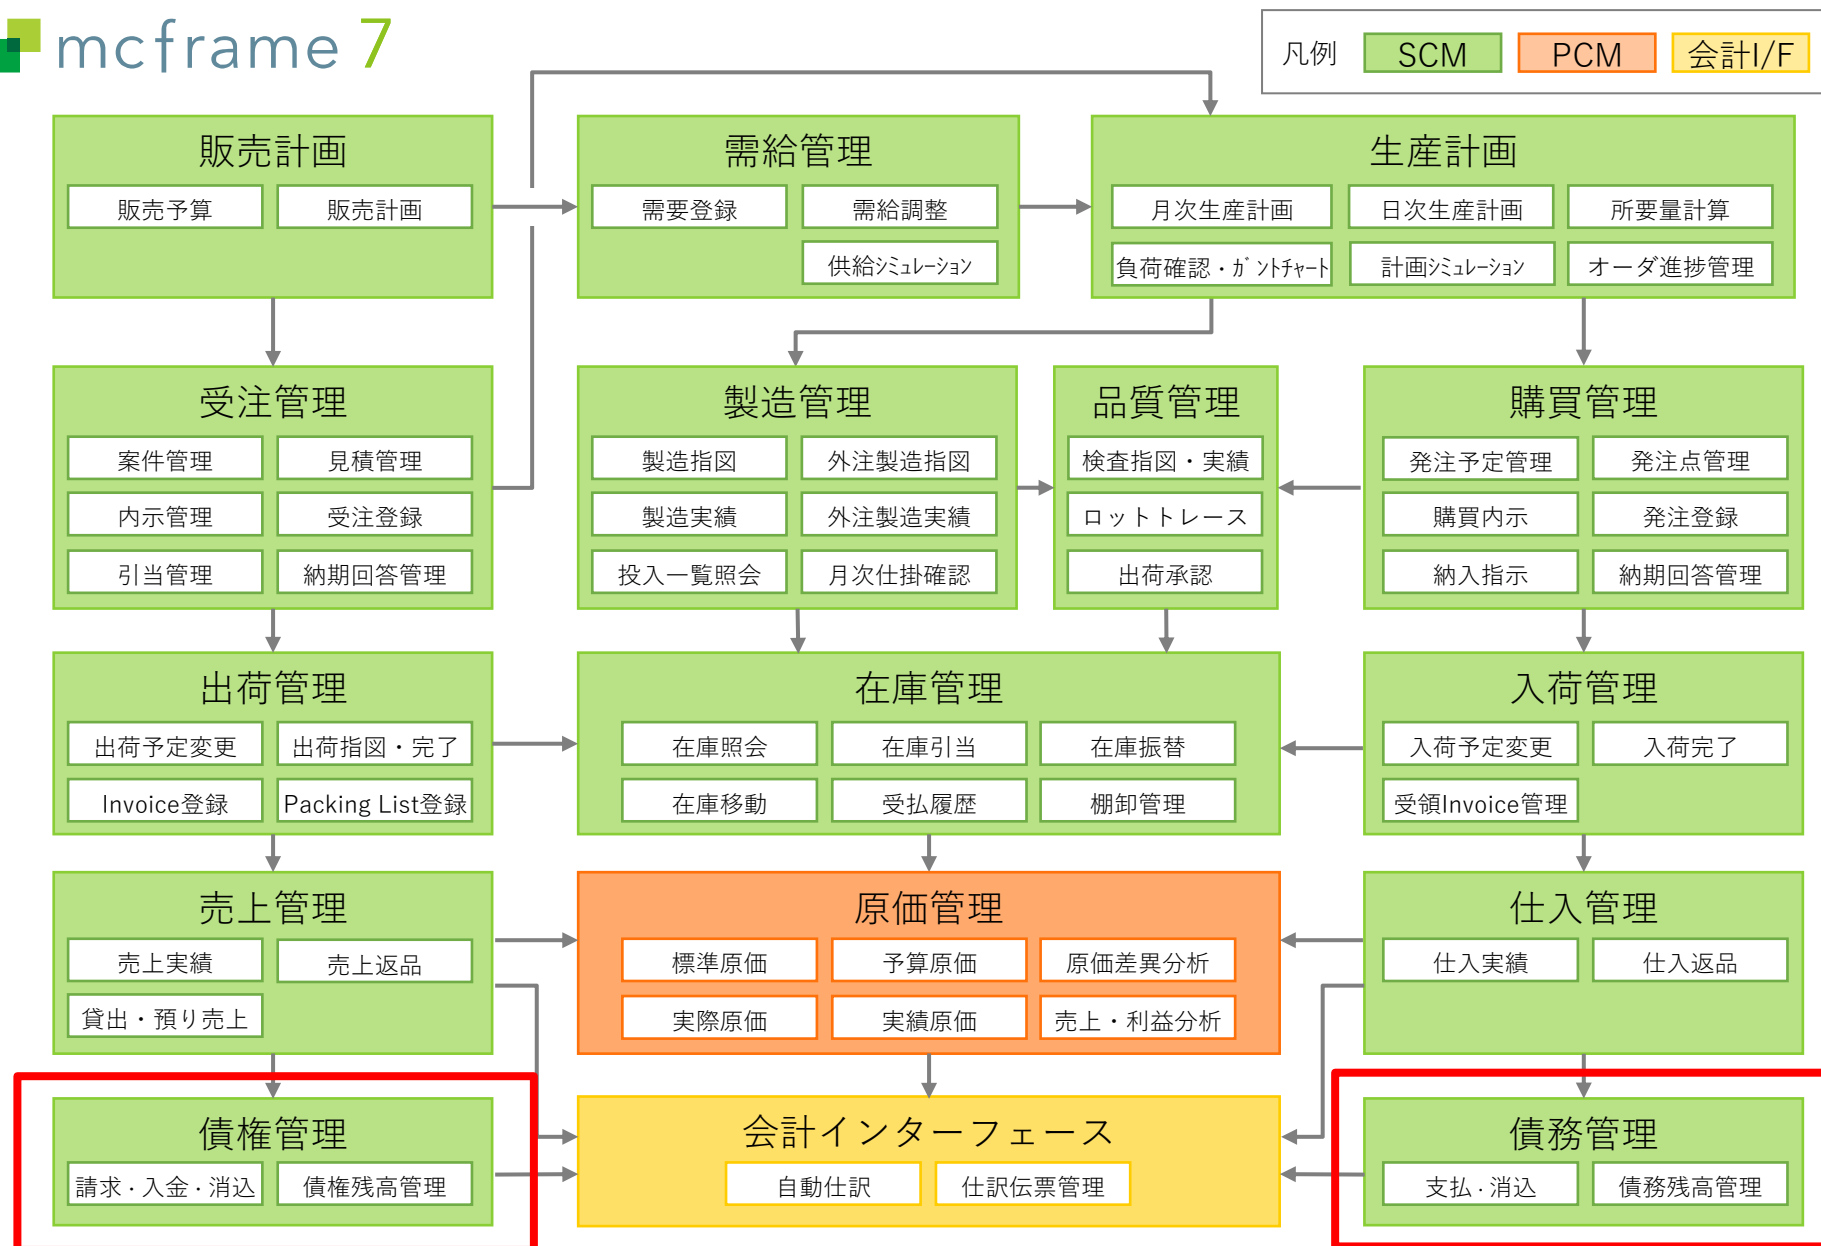 mcframe 7
凡例 SCM PCM 会計I/F
販売計画
販売予算 販売計画
需給管理
需要登録 需給調整
供給ｼﾐｭﾚｰｼｮﾝ
生産計画
月次生産計画 日次生産計画 所要量計算
負荷確認・ｶﾞﾝﾄﾁｬｰﾄ 計画ｼﾐｭﾚｰｼｮﾝ オーダ進捗管理
受注管理
案件管理 見積管理
内示管理 受注登録
引当管理 納期回答管理
製造管理
製造指図 外注製造指図
製造実績 外注製造実績
投入一覧照会 月次仕掛確認
品質管理
検査指図・実績
ロットトレース
出荷承認
購買管理
発注予定管理 発注点管理
購買内示 発注登録
納入指示 納期回答管理
出荷管理
出荷予定変更 出荷指図・完了
Invoice登録 Packing List登録
在庫管理
在庫照会 在庫引当 在庫振替
在庫移動 受払履歴 棚卸管理
入荷管理
入荷予定変更 入荷完了
受領Invoice管理
売上管理
売上実績 売上返品
貸出・預り売上
原価管理
標準原価 予算原価 原価差異分析
実際原価 実績原価 売上・利益分析
仕入管理
仕入実績 仕入返品
債権管理
請求・入金・消込 債権残高管理
会計インターフェース
自動仕訳 仕訳伝票管理
債務管理
支払・消込 債務残高管理